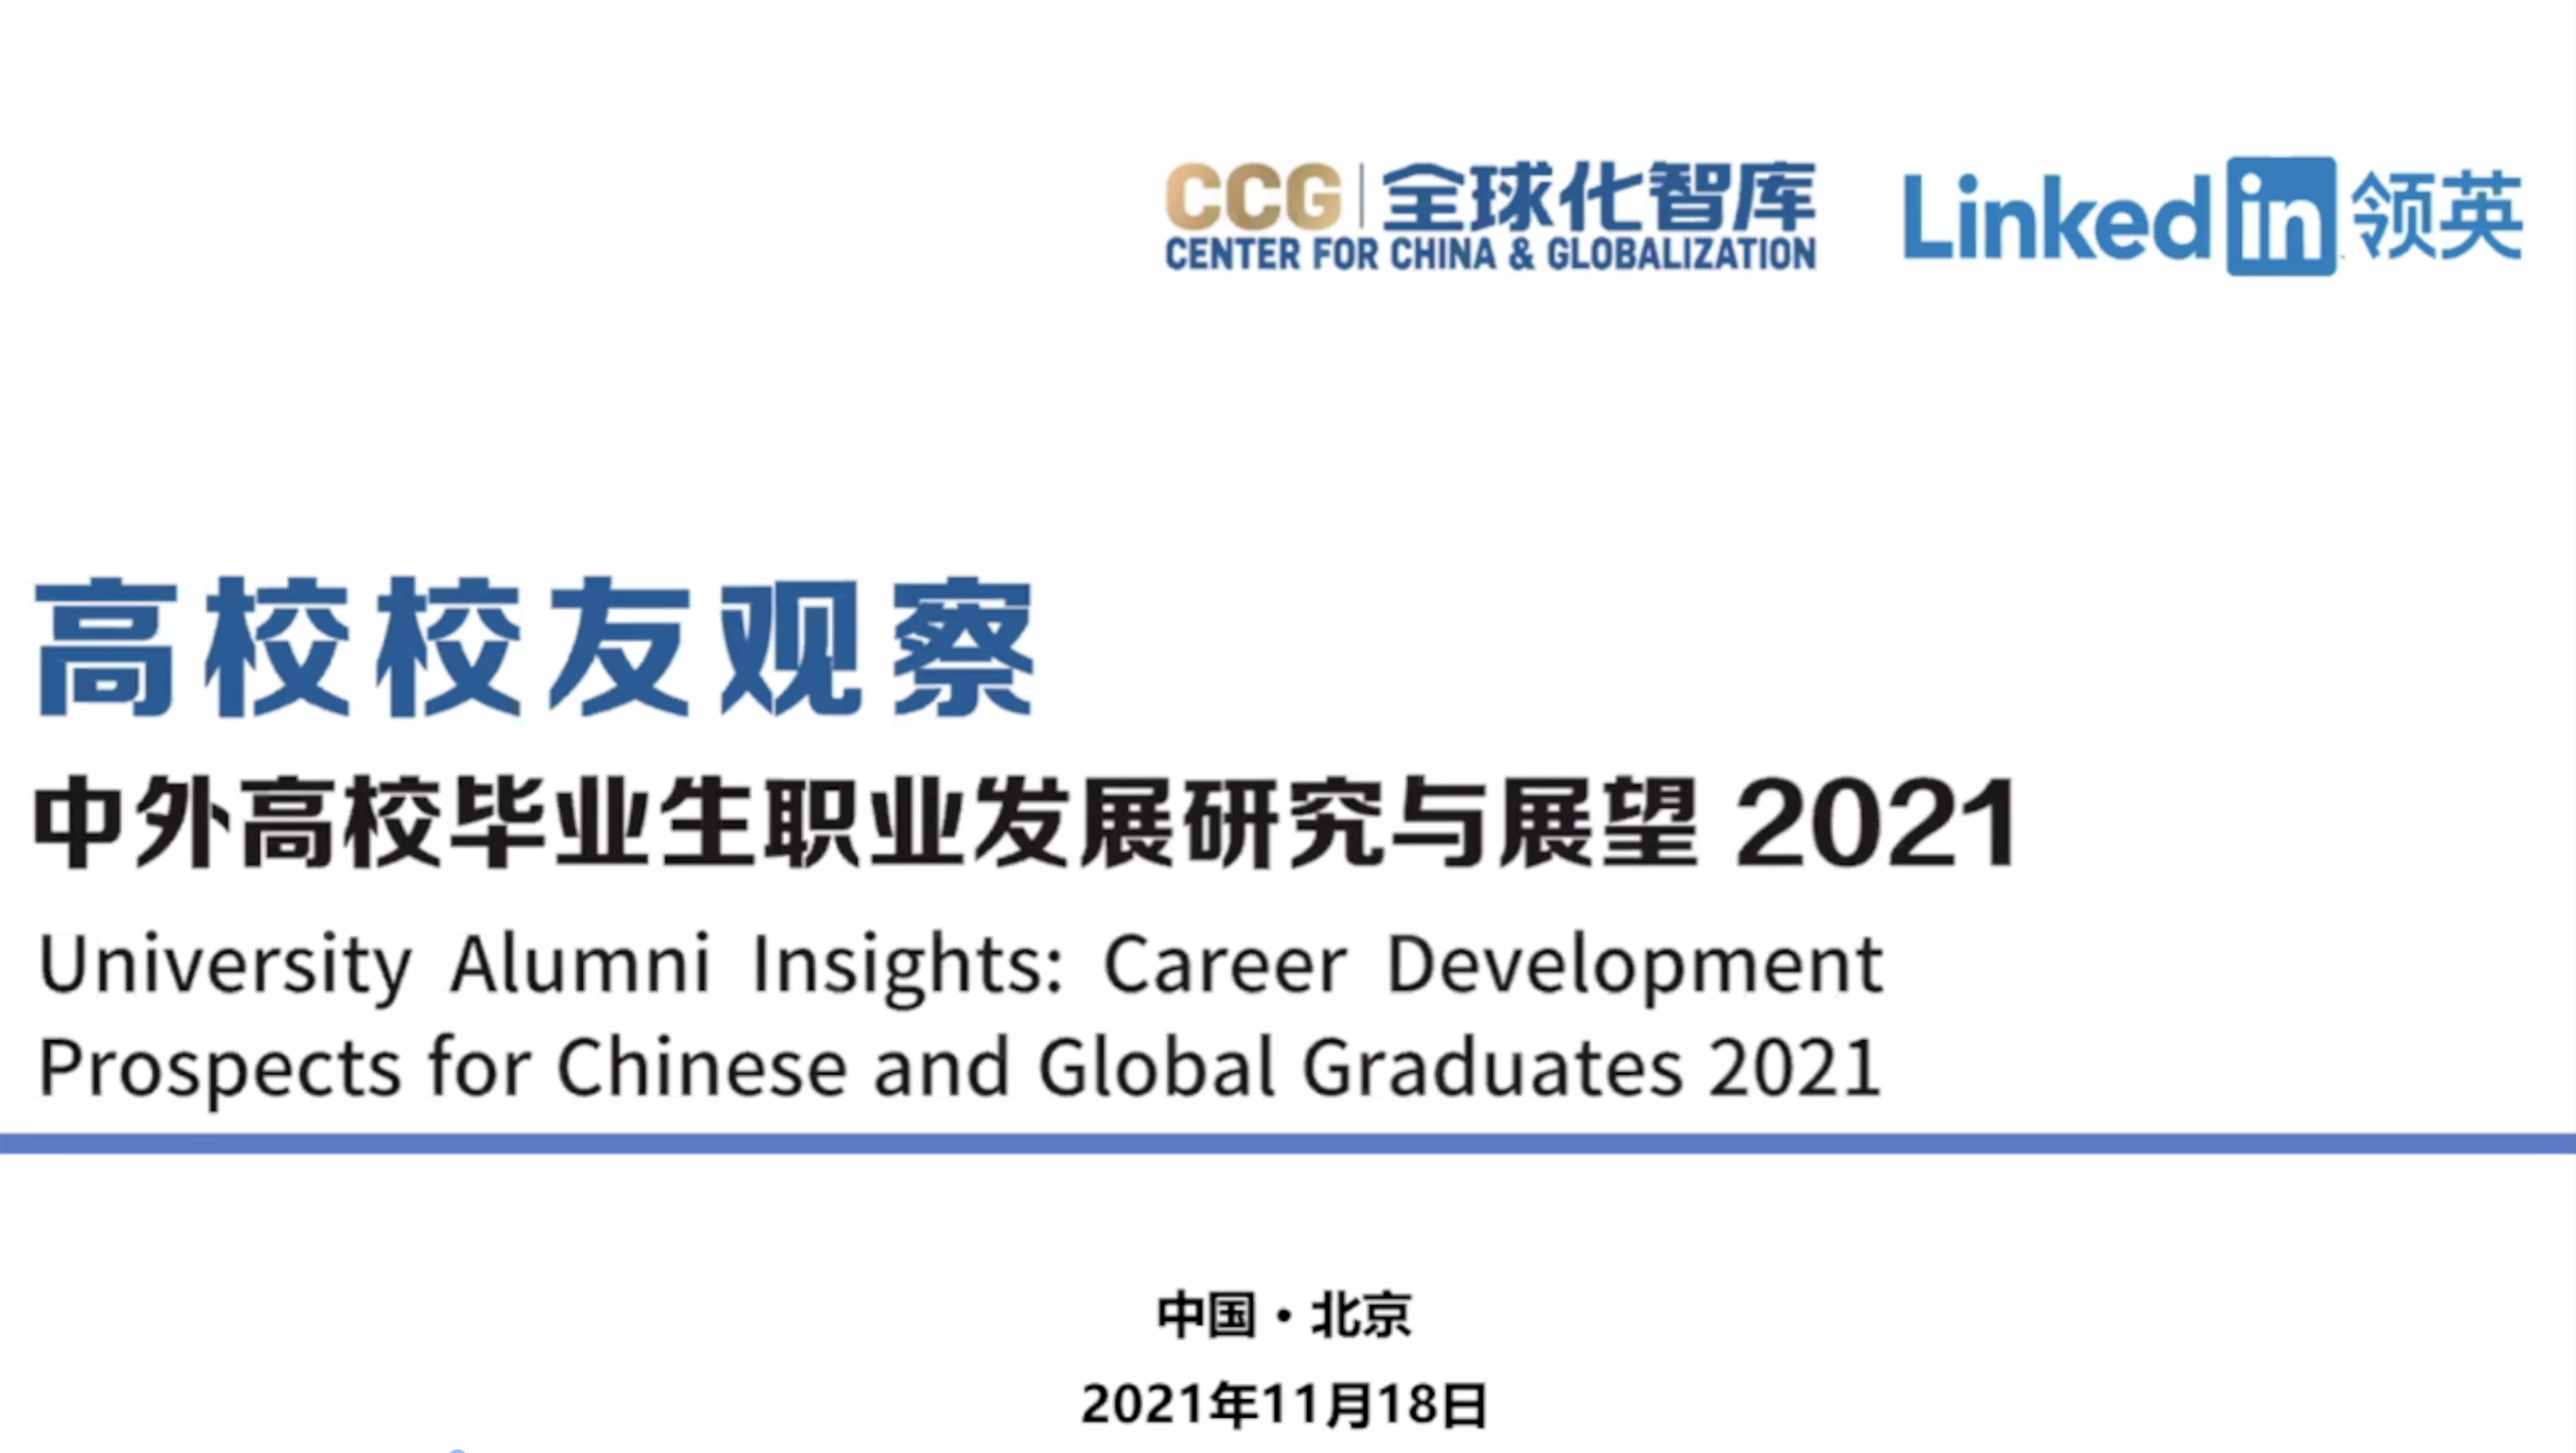 CCG 全球化智库
CENTER FOR CHINA & GLOBALIZATION
Linked in 领英
高校校友观察
中外高校毕业生职业发展研究与展望 2021
University Alumni Insights: Career Development
Prospects for Chinese and Global Graduates 2021
中国·北京
2021年11月18日